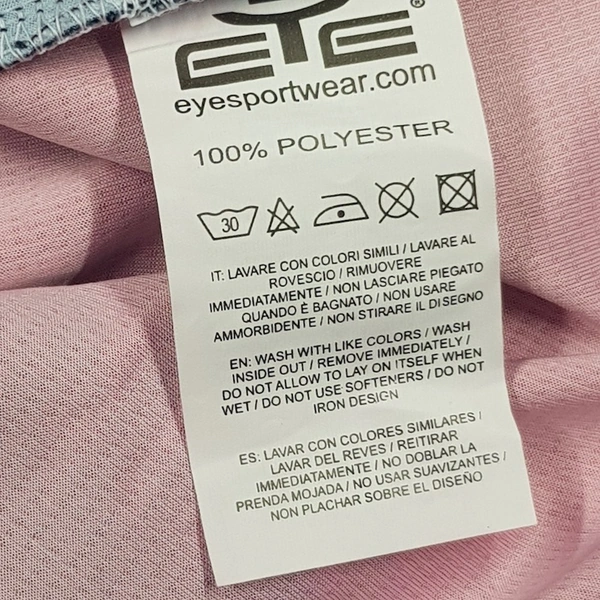 EYE®
eyesportwear.com
100% POLYESTER
30
IT: LAVARE CON COLORI SIMILI / LAVARE AL
ROVESCIO / RIMUOVERE
IMMEDIATAMENTE / NON LASCIARE PIEGATO
QUANDO È BAGNATO / NON USARE
AMMORBIDENTE / NON STIRARE IL DISEGNO
EN: WASH WITH LIKE COLORS / WASH
INSIDE OUT / REMOVE IMMEDIATELY /
DO NOT ALLOW TO LAY ON ITSELF WHEN
WET / DO NOT USE SOFTENERS / DO NOT
IRON DESIGN
ES: LAVAR CON COLORES SIMILARES /
LAVAR DEL REVES / REITIRAR
IMMEDIATAMENTE / NO DOBLAR LA
PRENDA MOJADA / NO USAR SUAVIZANTES /
NON PLACHAR SOBRE EL DISEÑO